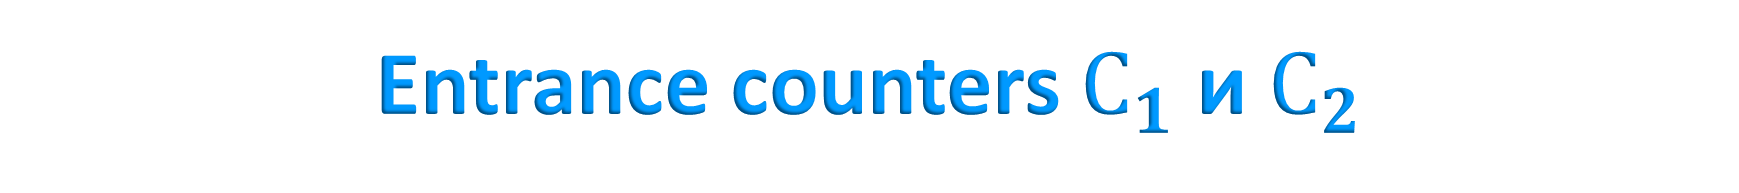 Entrance counters C₁ и C₂